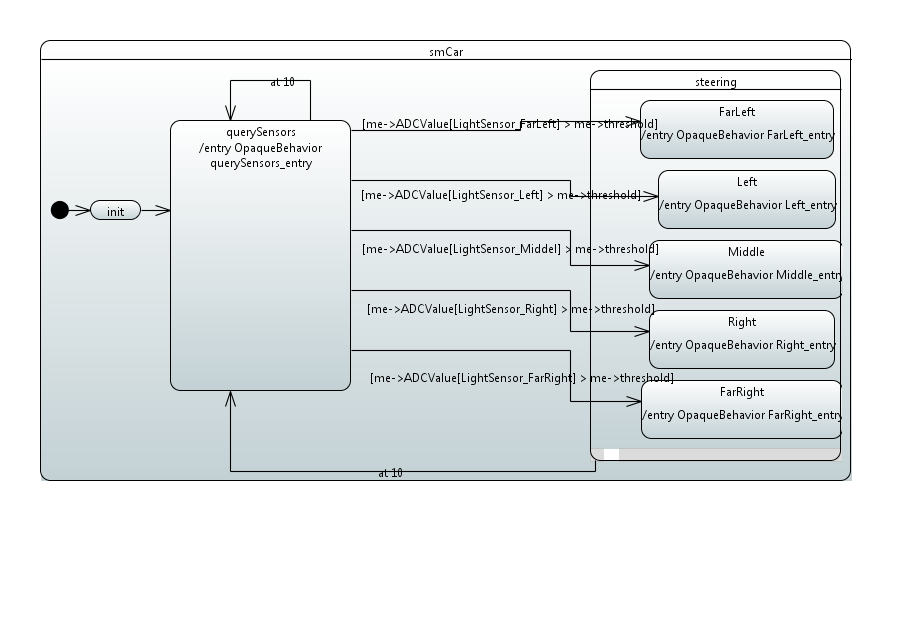 smCar
at 10
steering
querySensors
/entry OpaqueBehavior
querySensors_entry
init
[me->ADCValue[LightSensor_FarLeft] > me->threshold]
FarLeft
/entry OpaqueBehavior FarLeft_entry
[me->ADCValue[LightSensor_Left] > me->threshold]
Left
/entry OpaqueBehavior Left_entry
[me->ADCValue[LightSensor_Middel] > me->threshold]
Middle
/entry OpaqueBehavior Middle_entr
[me->ADCValue[LightSensor_Right] > me->threshold]
Right
/entry OpaqueBehavior Right_entry
[me->ADCValue[LightSensor_FarRight] > me->threshold]
FarRight
/entry OpaqueBehavior FarRight_entry
at 10